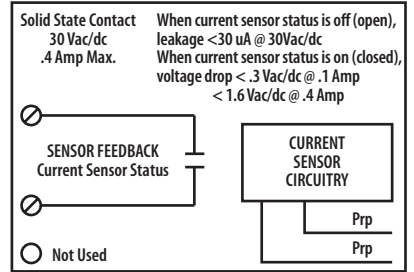 Solid State Contact
30 Vac/dc
.4 Amp Max.
When current sensor status is off (open),
leakage <30 uA @ 30Vac/dc
When current sensor status is on (closed),
voltage drop < .3 Vac/dc @ .1 Amp
< 1.6 Vac/dc @ .4 Amp
SENSOR FEEDBACK
Current Sensor Status
CURRENT
SENSOR
CIRCUITRY
Prp
Prp
Not Used